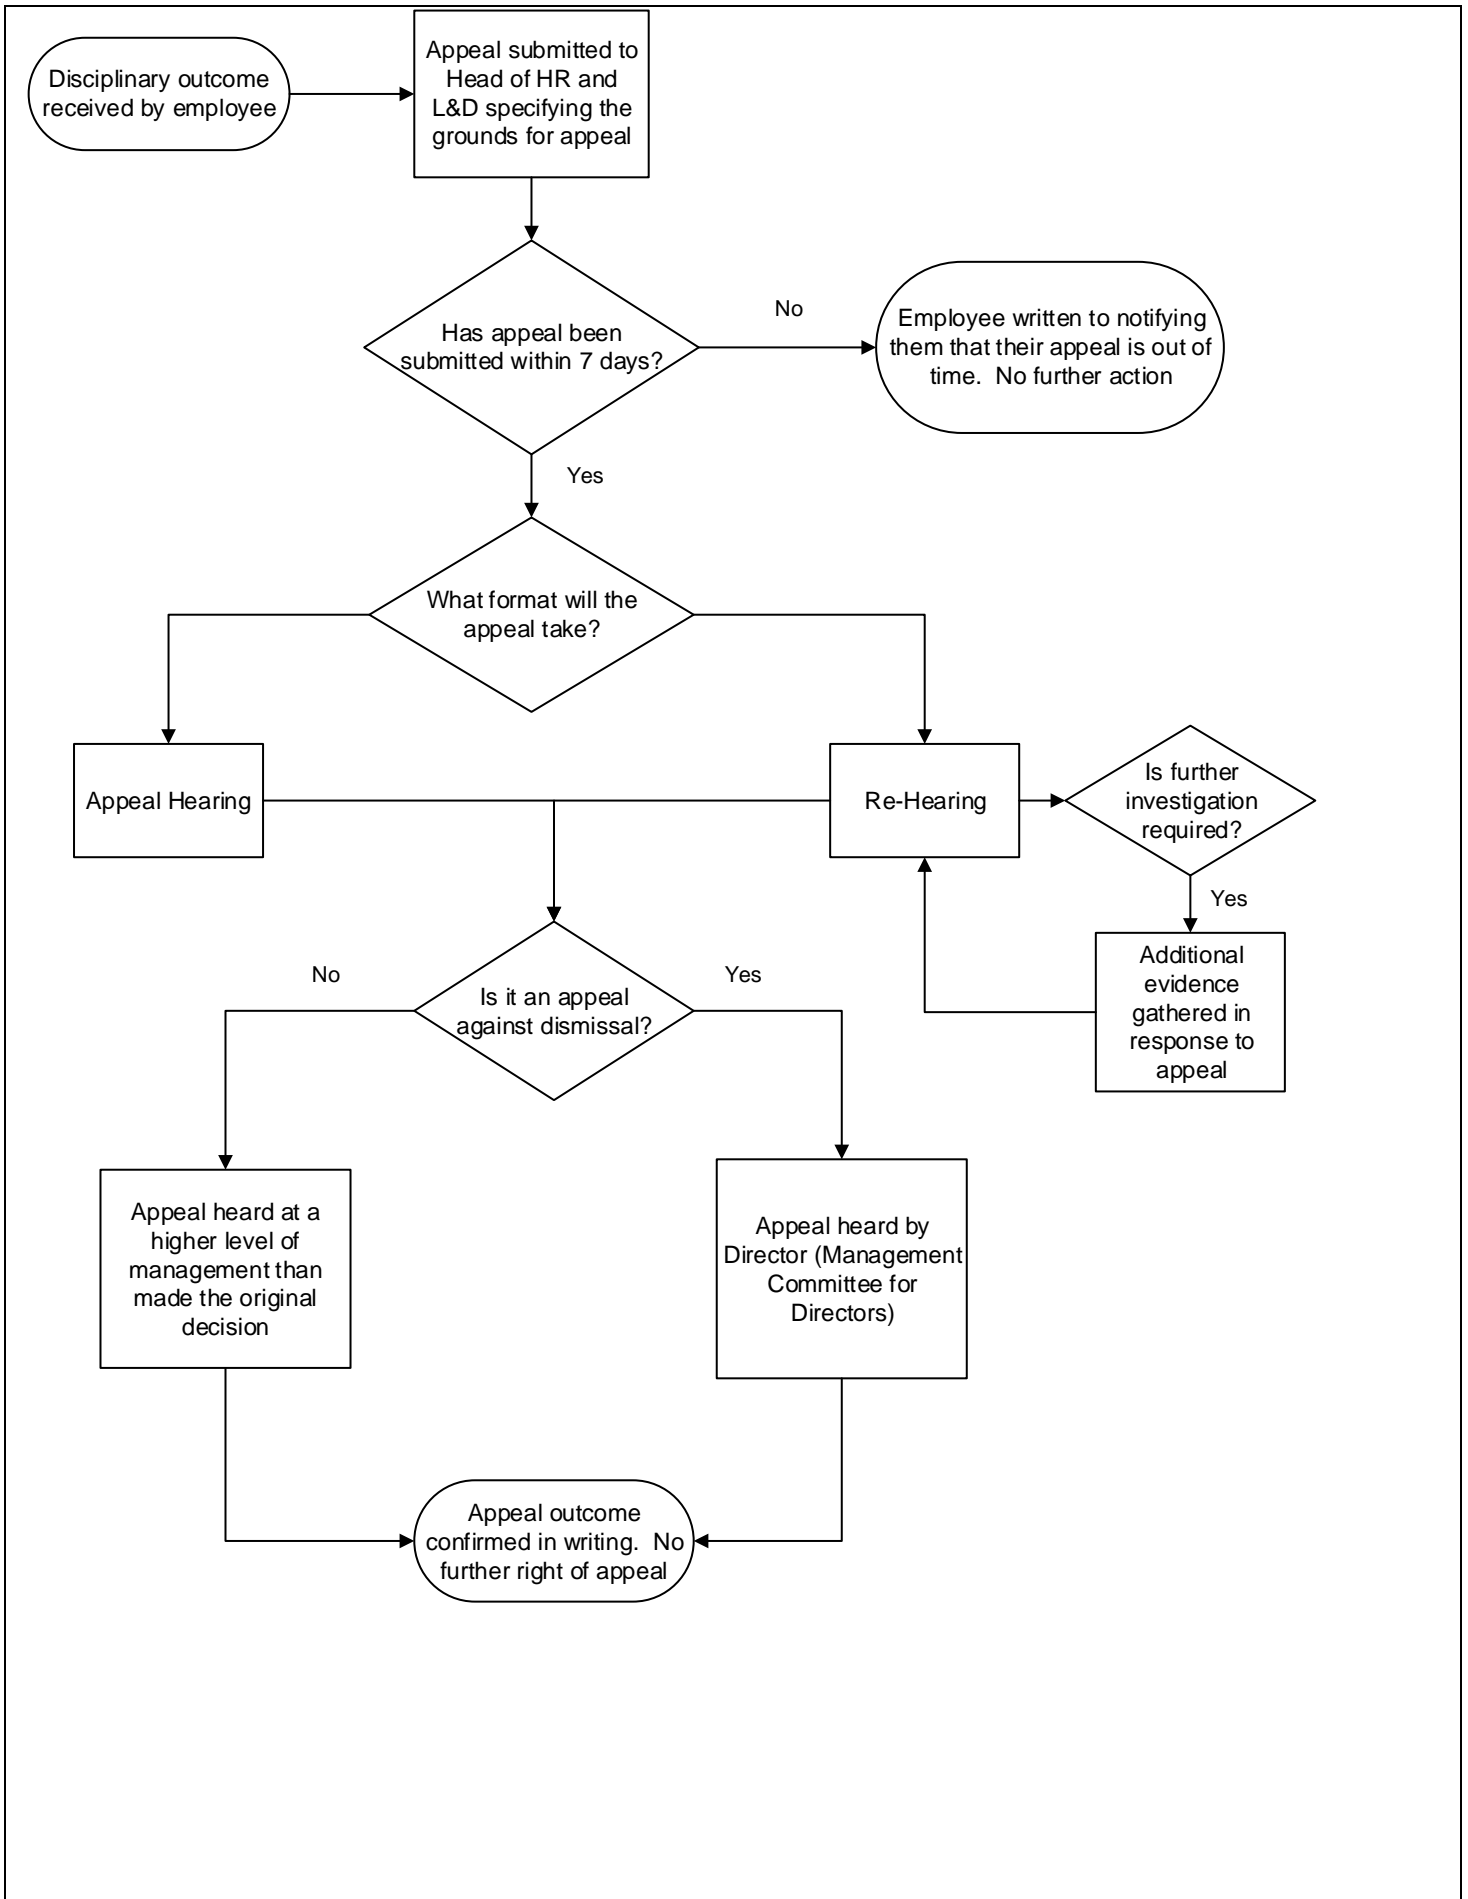 Disciplinary outcome
received by employee
Appeal submitted to
Head of HR and
L&D specifying the
grounds for appeal
Has appeal been
submitted within 7 days?
No
Employee written to notifying
them that their appeal is out of
time.  No further action
Yes
What format will the
appeal take?
Appeal Hearing
Re-Hearing
Is further
investigation
required?
Yes
Additional
evidence
gathered in
response to
appeal
No
Is it an appeal
against dismissal?
Yes
Appeal heard at a
higher level of
management than
made the original
decision
Appeal heard by
Director (Management
Committee for
Directors)
Appeal outcome
confirmed in writing.  No
further right of appeal